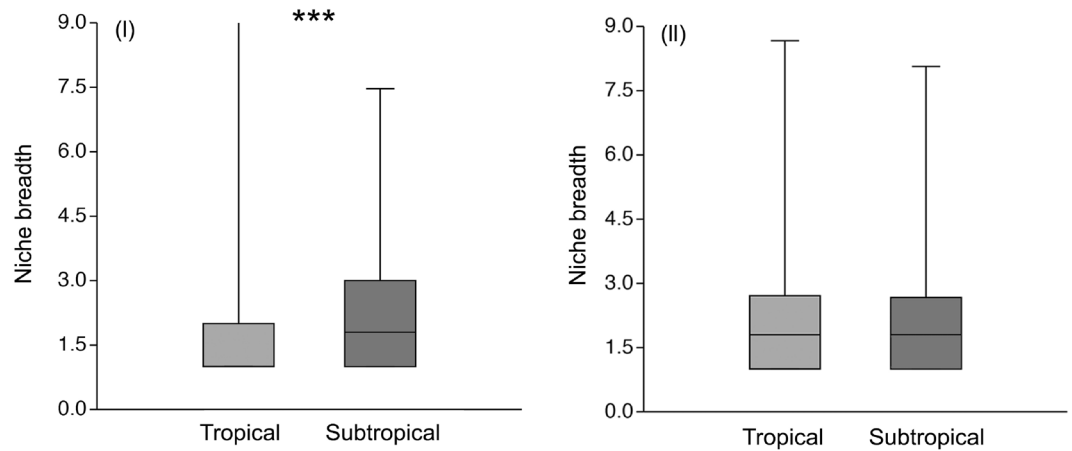 (I)
***
9.0
7.5
6.0
4.5
3.0
1.5
0.0
Niche breadth
Tropical
Subtropical
(II)
9.0
7.5
6.0
4.5
3.0
1.5
0.0
Niche breadth
Tropical
Subtropical